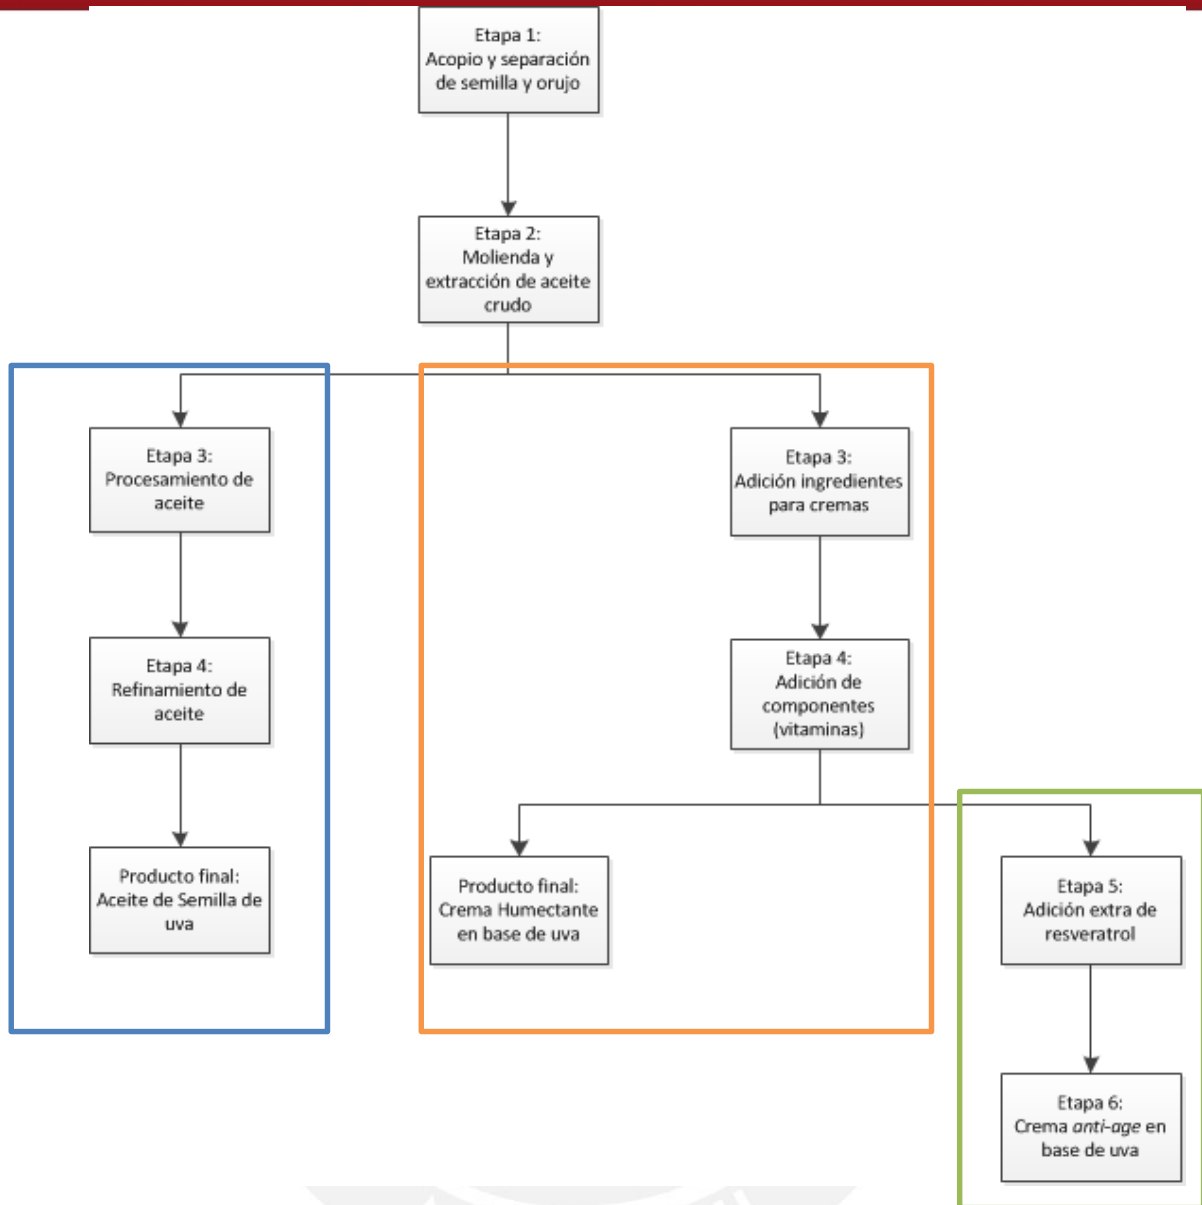 Etapa 1:
Acopio y separación
de semilla y orujo
Etapa 2:
Molienda y
extracción de aceite
crudo
Etapa 3:
Procesamiento de
aceite
Etapa 3:
Adición ingredientes
para cremas
Etapa 4:
Refinamiento de
aceite
Etapa 4:
Adición de
componentes
(vitaminas)
Producto final:
Aceite de Semilla de
uva
Producto final:
Crema Humectante
en base de uva
Etapa 5:
Adición extra de
resveratrol
Etapa 6:
Crema anti-age en
base de uva